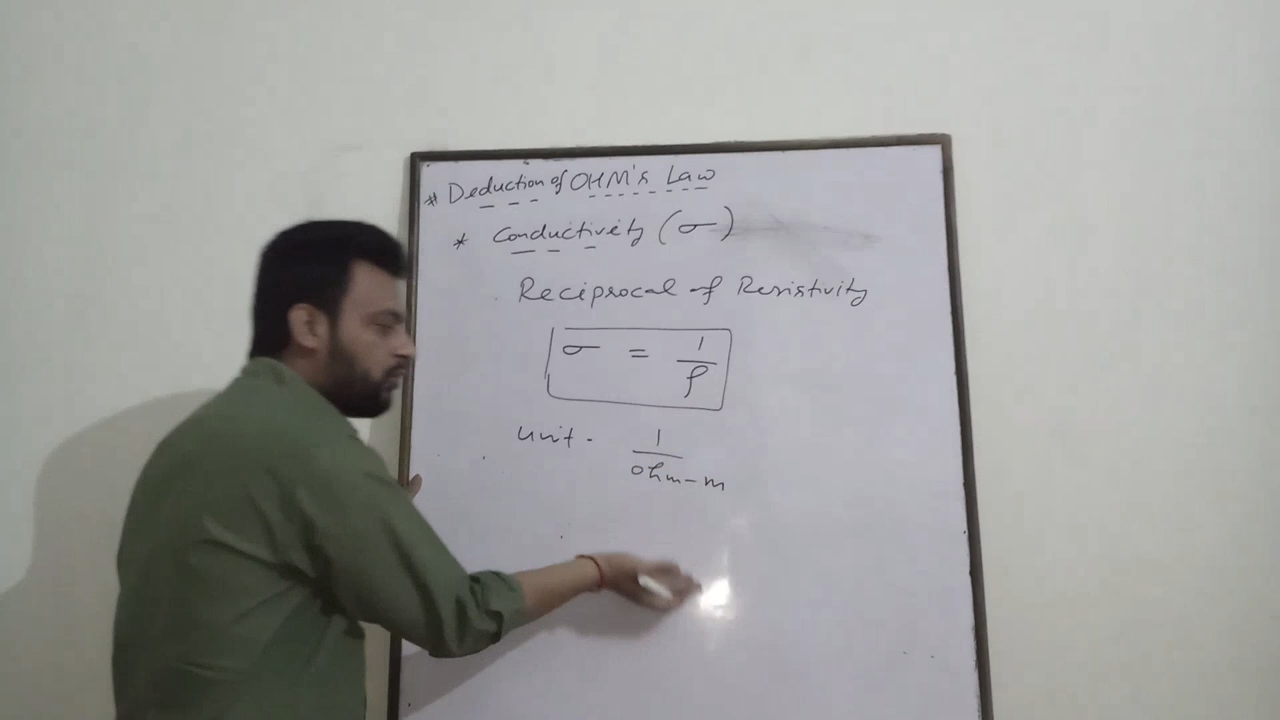 * Deduction of OHM's Law
* Conductivity (σ)
Reciprocal of Resistivity
σ = 1/ρ
Unit - 1/ohm-m